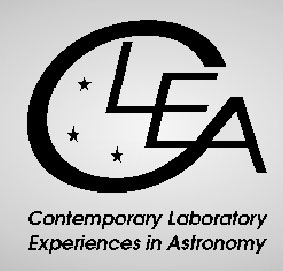 CLEA
Contemporary Laboratory
Experiences in Astronomy